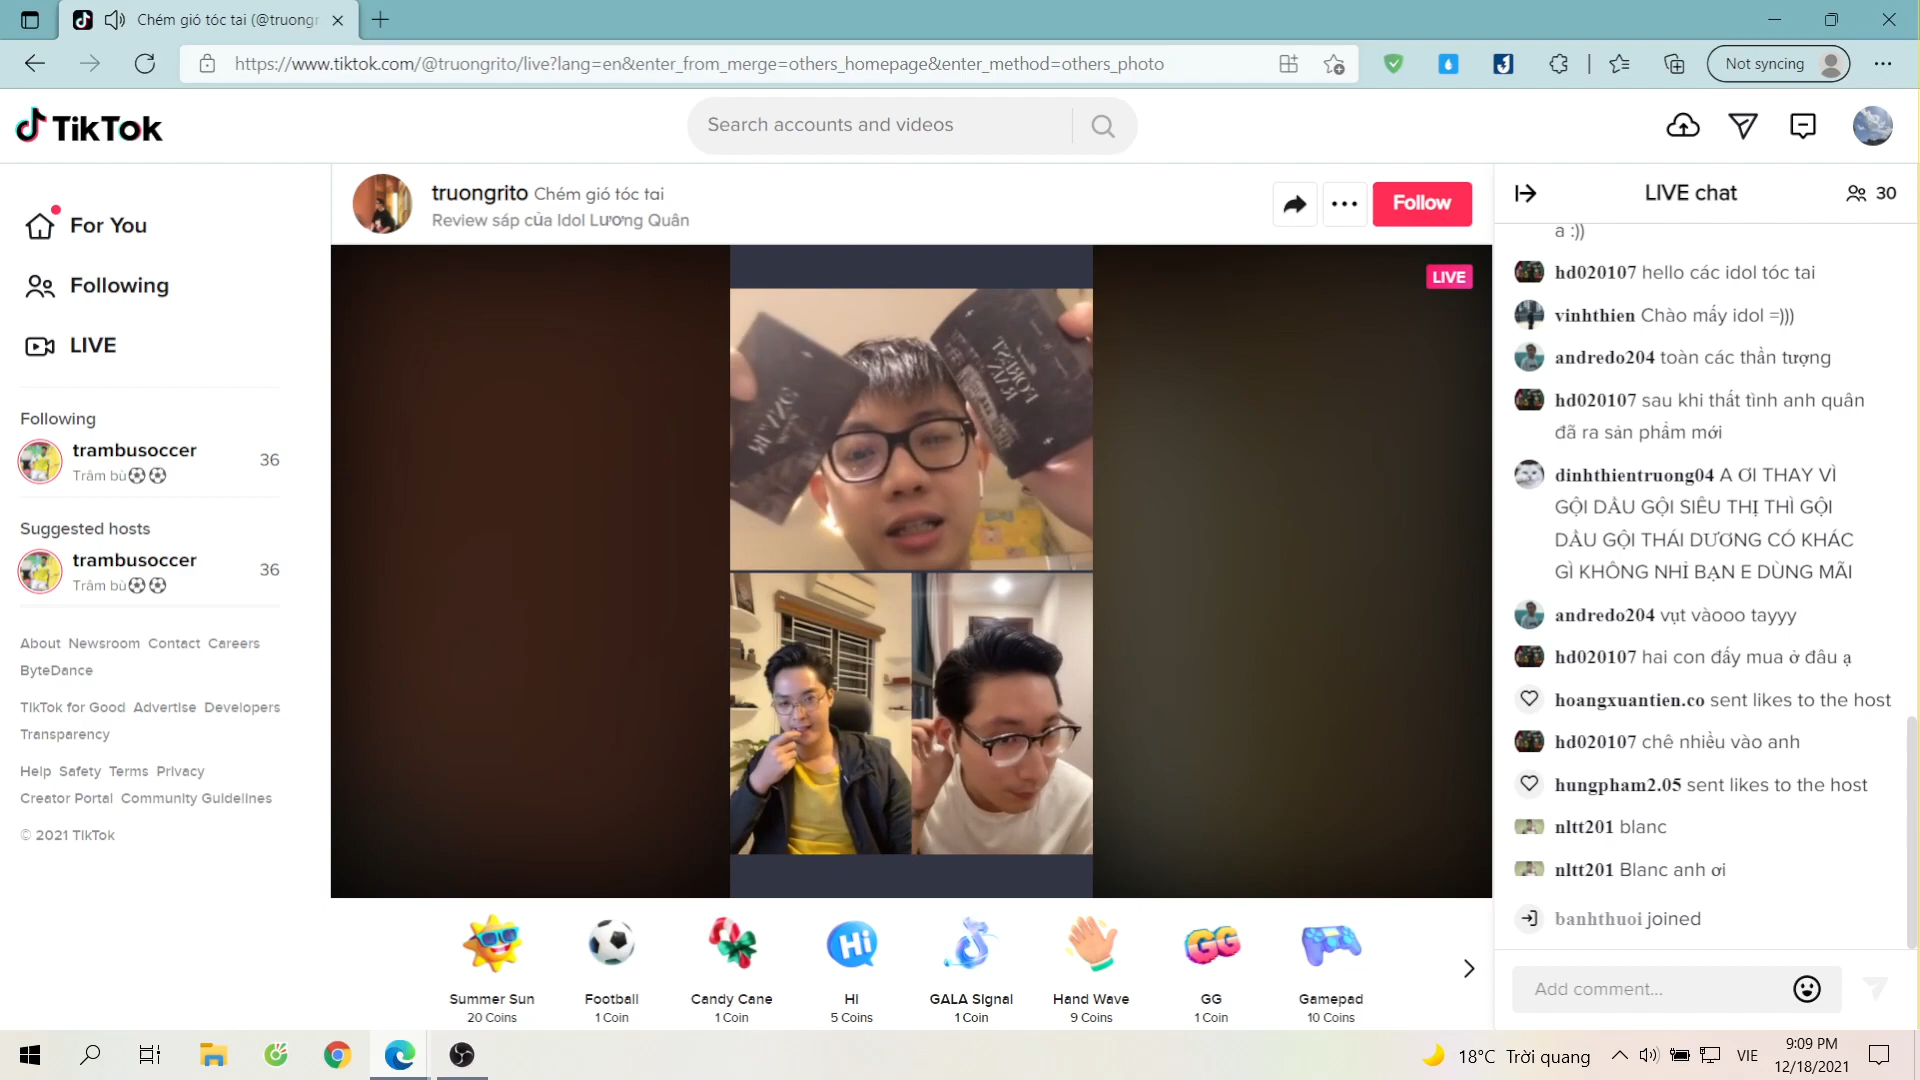 Chém gió tóc tai (@truongr
https://www.tiktok.com/@truongrito/live?lang=en&enter_from_merge=others_homepage&enter_method=others_photo
Not syncing
TikTok
Search accounts and videos
For You
Following
LIVE
Following
trambusoccer
Trâm bù
36
Suggested hosts
trambusoccer
Trâm bù
36
About Newsroom Contact Careers
ByteDance
TikTok for Good Advertise Developers
Transparency
Help Safety Terms Privacy
Creator Portal Community Guidelines
© 2021 TikTok
truongrito Chém gió tóc tai
Review sáp của Idol Lương Quân
Follow
LIVE
Summer Sun
20 Coins
Football
1 Coin
Candy Cane
1 Coin
Hi
HI
5 Coins
GALA Signal
1 Coin
Hand Wave
9 Coins
GG
GG
1 Coin
Gamepad
10 Coins
LIVE chat
30
a :))
hd020107 hello các idol tóc tai
vinhthien Chào mấy idol =)))
andredo204 toàn các thần tượng
hd020107 sau khi thất tình anh quân
đã ra sản phẩm mới
dinhthientruong04 A ƠI THAY VÌ
GỘI DẦU GỘI SIÊU THỊ THÌ GỘI
DẦU GỘI THÁI DƯƠNG CÓ KHÁC
GÌ KHÔNG NHỈ BẠN E DÙNG MÃI
andredo204 vụt vàooo tayyy
hd020107 hai con đấy mua ở đâu ạ
hoangxuantien.co sent likes to the host
hd020107 chê nhiều vào anh
hungpham2.05 sent likes to the host
nltt201 blanc
nltt201 Blanc anh ơi
banhthuoi joined
Add comment...
18°C Trời quang
VIE
9:09 PM
12/18/2021